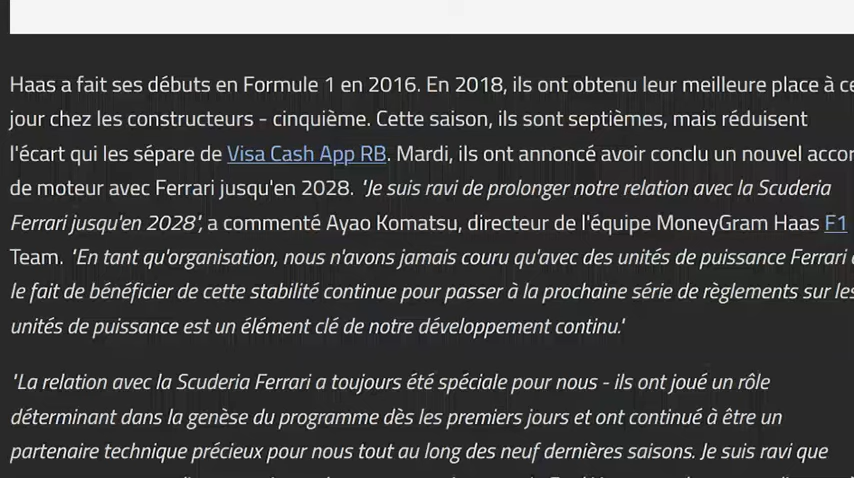 Haas a fait ses débuts en Formule 1 en 2016. En 2018, ils ont obtenu leur meilleure place à ce
jour chez les constructeurs - cinquième. Cette saison, ils sont septièmes, mais réduisent
l'écart qui les sépare de Visa Cash App RB. Mardi, ils ont annoncé avoir conclu un nouvel accor
de moteur avec Ferrari jusqu'en 2028. "Je suis ravi de prolonger notre relation avec la Scuderia
Ferrari jusqu'en 2028", a commenté Ayao Komatsu, directeur de l'équipe MoneyGram Haas F1
Team. "En tant qu'organisation, nous n'avons jamais couru qu'avec des unités de puissance Ferrari
le fait de bénéficier de cette stabilité continue pour passer à la prochaine série de règlements sur les
unités de puissance est un élément clé de notre développement continu."
"La relation avec la Scuderia Ferrari a toujours été spéciale pour nous - ils ont joué un rôle
déterminant dans la genèse du programme dès les premiers jours et ont continué à être un
partenaire technique précieux pour nous tout au long des neuf dernières saisons. Je suis ravi que